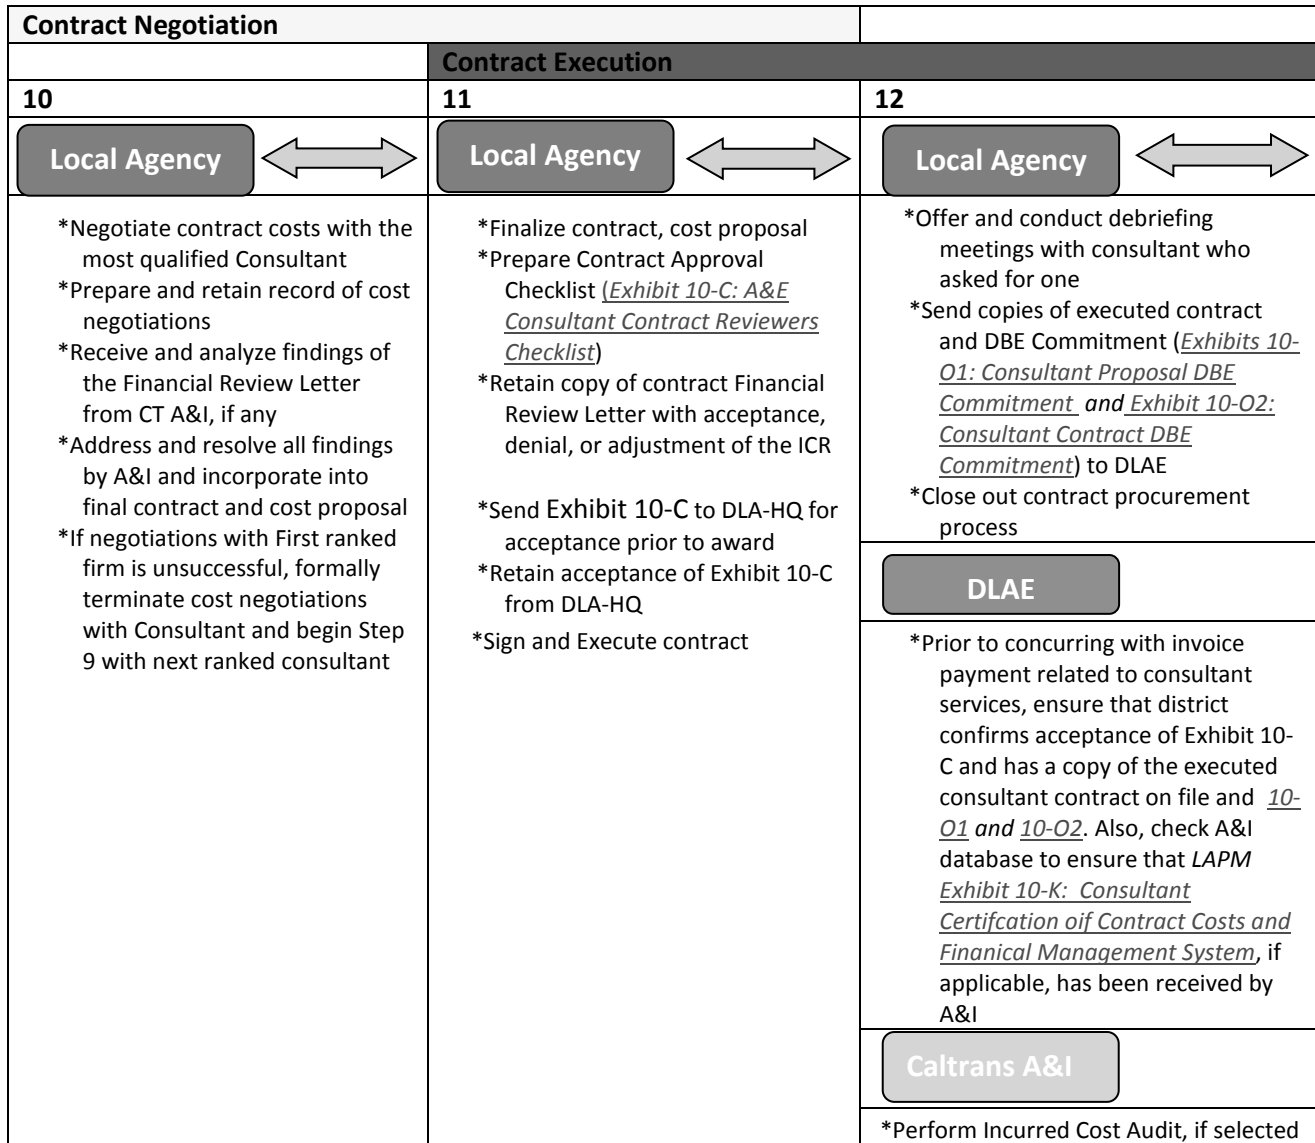 Contract Negotiation
Contract Execution
10
11
12
Local Agency
*Negotiate contract costs with the
most qualified Consultant
*Prepare and retain record of cost
negotiations
*Receive and analyze findings of
the Financial Review Letter
from CT A&I, if any
*Address and resolve all findings
by A&I and incorporate into
final contract and cost proposal
*If negotiations with First ranked
firm is unsuccessful, formally
terminate cost negotiations
with Consultant and begin Step
9 with next ranked consultant
Local Agency
*Finalize contract, cost proposal
*Prepare Contract Approval
Checklist (Exhibit 10-C: A&E
Consultant Contract Reviewers
Checklist)
*Retain copy of contract Financial
Review Letter with acceptance,
denial, or adjustment of the ICR
*Send Exhibit 10-C to DLA-HQ for
acceptance prior to award
*Retain acceptance of Exhibit 10-C
from DLA-HQ
*Sign and Execute contract
Local Agency
*Offer and conduct debriefing
meetings with consultant who
asked for one
*Send copies of executed contract
and DBE Commitment (Exhibits 10-
O1: Consultant Proposal DBE
Commitment and Exhibit 10-O2:
Consultant Contract DBE
Commitment) to DLAE
*Close out contract procurement
process
DLAE
*Prior to concurring with invoice
payment related to consultant
services, ensure that district
confirms acceptance of Exhibit 10-
C and has a copy of the executed
consultant contract on file and 10-
O1 and 10-O2. Also, check A&I
database to ensure that LAPM
Exhibit 10-K: Consultant
Certifcation oif Contract Costs and
Finanical Management System, if
applicable, has been received by
A&I
Caltrans A&I
*Perform Incurred Cost Audit, if selected